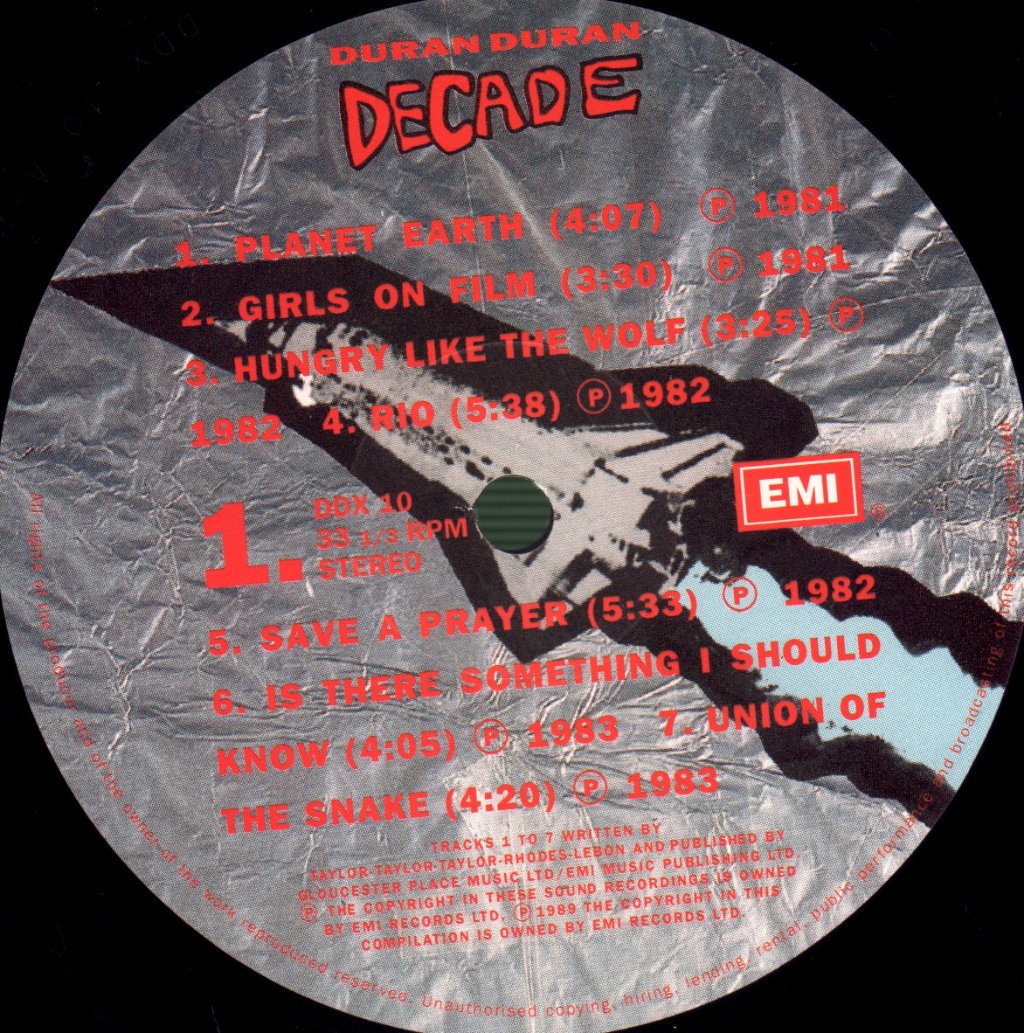 DURAN DURAN
DECADE
1. PLANET EARTH (4:07) Ⓟ 1981
2. GIRLS ON FILM (3:30) Ⓟ 1981
3. HUNGRY LIKE THE WOLF (3:25) Ⓟ
1982 4. RIO (5:38) Ⓟ 1982
EMI
®
1.
DDX 10
33 1/3 RPM
STEREO
5. SAVE A PRAYER (5:33) Ⓟ 1982
6. IS THERE SOMETHING I SHOULD
KNOW (4:05) Ⓟ 1983 7. UNION OF
THE SNAKE (4:20) Ⓟ 1983
TRACKS 1 TO 7 WRITTEN BY
TAYLOR-TAYLOR-TAYLOR-RHODES-LEBON AND PUBLISHED BY
GLOUCESTER PLACE MUSIC LTD/EMI MUSIC PUBLISHING LTD.
Ⓟ THE COPYRIGHT IN THESE SOUND RECORDINGS IS OWNED
BY EMI RECORDS LTD. Ⓟ 1989 THE COPYRIGHT IN THIS
COMPILATION IS OWNED BY EMI RECORDS LTD.
All rights of the producer and of the owner of the work reproduced reserved. Unauthorised copying, hiring, lending, rental, public performance and broadcasting of this record prohibited